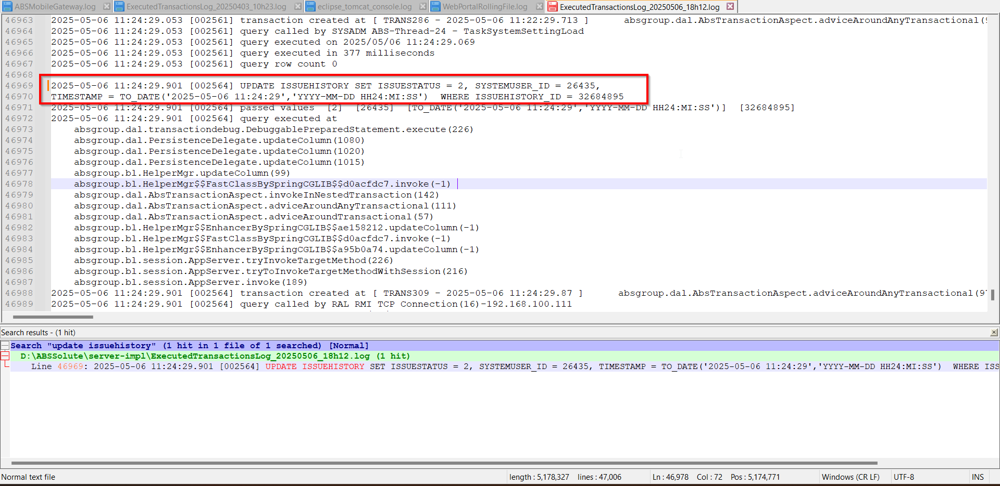 ABSMobileGateway.log ExecutedTransactionsLog_20250403_10h23.log eclipse_tomcat_console.log WebPortalRollingFile.log ExecutedTransactionsLog_20250506_18h12.log
46963 2025-05-06 11:24:29.053 [002561] transaction created at [ TRANS286 - 2025-05-06 11:22:29.713 ] absgroup.dal.AbsTransactionAspect.adviceAroundAnyTransactional(9
46964 2025-05-06 11:24:29.053 [002561] query called by SYSADM ABS-Thread-24 - TaskSystemSettingLoad
46965 2025-05-06 11:24:29.053 [002561] query executed on 2025/05/06 11:24:29.069
46966 2025-05-06 11:24:29.053 [002561] query executed in 377 milliseconds
46967 2025-05-06 11:24:29.053 [002561] query row count 0
46968
46969 2025-05-06 11:24:29.901 [002564] UPDATE ISSUEHISTORY SET ISSUESTATUS = 2, SYSTEMUSER_ID = 26435,
46970 TIMESTAMP = TO_DATE('2025-05-06 11:24:29','YYYY-MM-DD HH24:MI:SS')  WHERE ISSUEHISTORY_ID = 32684895
46971 2025-05-06 11:24:29.901 [002564] passed values  [2]  [26435]  [TO_DATE('2025-05-06 11:24:29','YYYY-MM-DD HH24:MI:SS')]  [32684895]
46972 2025-05-06 11:24:29.901 [002564] query executed at
46973 absgroup.dal.transactiondebug.DebuggablePreparedStatement.execute(226)
46974 absgroup.dal.PersistenceDelegate.updateColumn(1080)
46975 absgroup.dal.PersistenceDelegate.updateColumn(1020)
46976 absgroup.dal.PersistenceDelegate.updateColumn(1015)
46977 absgroup.bl.HelperMgr.updateColumn(99)
46978 absgroup.bl.HelperMgr$$FastClassBySpringCGLIB$$d0acfdc7.invoke(-1)
46979 absgroup.dal.AbsTransactionAspect.invokeInNestedTransaction(142)
46980 absgroup.dal.AbsTransactionAspect.adviceAroundAnyTransactional(111)
46981 absgroup.dal.AbsTransactionAspect.adviceAroundTransactional(57)
46982 absgroup.bl.HelperMgr$$EnhancerBySpringCGLIB$$ae158212.updateColumn(-1)
46983 absgroup.bl.HelperMgr$$FastClassBySpringCGLIB$$d0acfdc7.invoke(-1)
46984 absgroup.bl.HelperMgr$$EnhancerBySpringCGLIB$$a95b0a74.updateColumn(-1)
46985 absgroup.bl.session.AppServer.tryInvokeTargetMethod(226)
46986 absgroup.bl.session.AppServer.tryToInvokeTargetMethodWithSession(216)
46987 absgroup.bl.session.AppServer.invoke(189)
46988 2025-05-06 11:24:29.901 [002564] transaction created at [ TRANS309 - 2025-05-06 11:24:29.87 ] absgroup.dal.AbsTransactionAspect.adviceAroundAnyTransactional(97
46989 2025-05-06 11:24:29.901 [002564] query called by RAL RMI TCP Connection(16)-192.168.100.111
Search results - (1 hit)
Search "update issuehistory" (1 hit in 1 file of 1 searched) [Normal]
D:\ABSSolute\server-impl\ExecutedTransactionsLog_20250506_18h12.log (1 hit)
Line 46969: 2025-05-06 11:24:29.901 [002564] UPDATE ISSUEHISTORY SET ISSUESTATUS = 2, SYSTEMUSER_ID = 26435, TIMESTAMP = TO_DATE('2025-05-06 11:24:29','YYYY-MM-DD HH24:MI:SS')  WHERE ISS
Normal text file length : 5,178,327 lines : 47,006 Ln : 46,978 Col : 72 Pos : 5,174,771 Windows (CR LF) UTF-8 INS